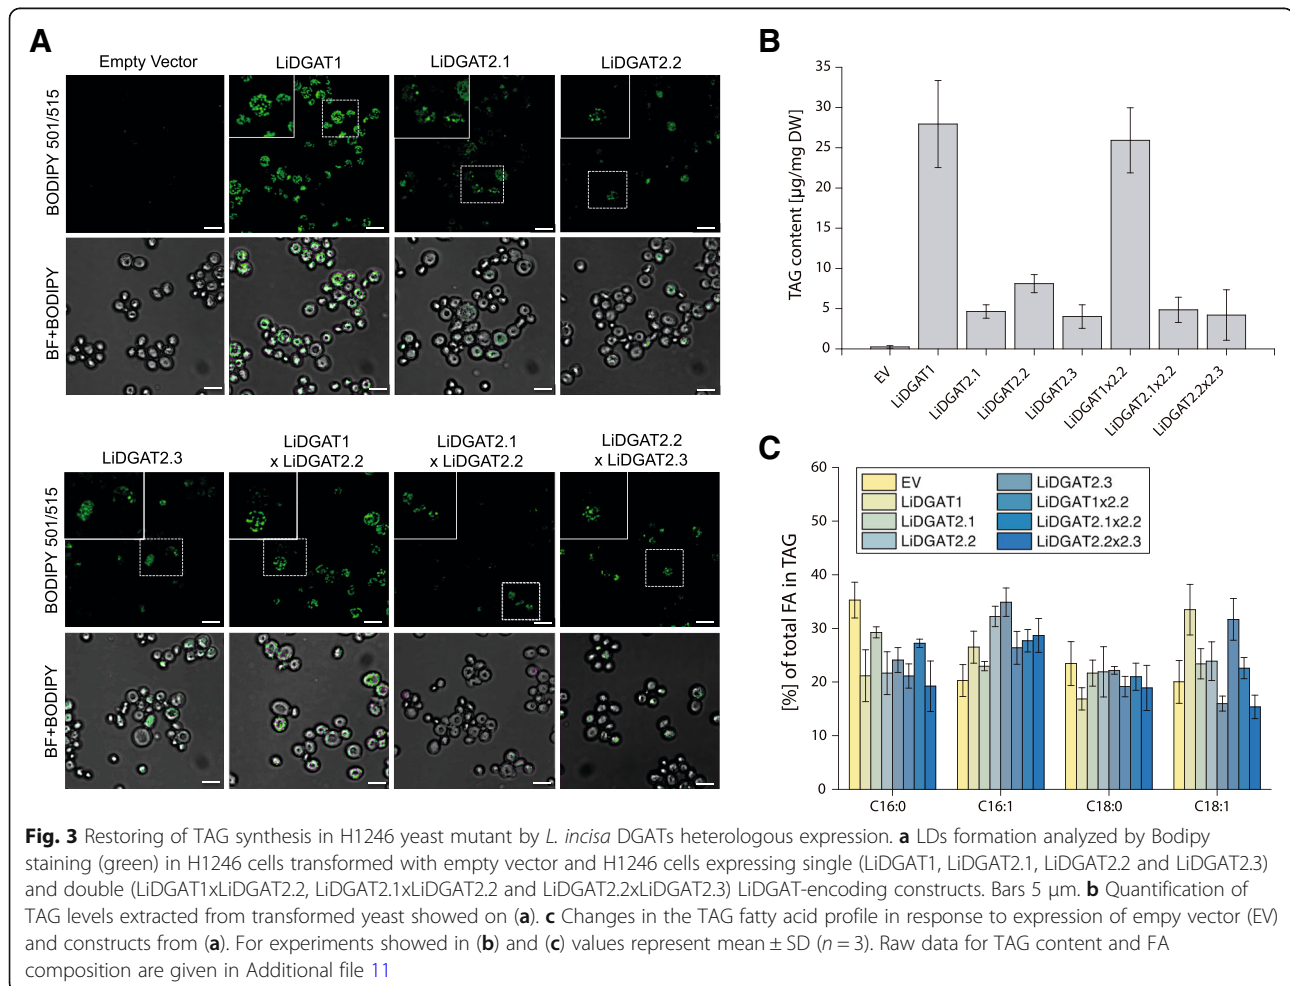 A
Empty Vector
LiDGAT1
LiDGAT2.1
LiDGAT2.2
BODIPY 501/515
BF+BODIPY
LiDGAT2.3
LiDGAT1
x LiDGAT2.2
LiDGAT2.1
x LiDGAT2.2
LiDGAT2.2
x LiDGAT2.3
BODIPY 501/515
BF+BODIPY
B
TAG content [µg/mg DW]
35
30
25
20
15
10
5
0
EV
LiDGAT1
LiDGAT2.1
LiDGAT2.2
LiDGAT2.3
LiDGAT1x2.2
LiDGAT2.1x2.2
LiDGAT2.2x2.3
C
[%] of total FA in TAG
60
50
40
30
20
10
0
EV
LiDGAT1
LiDGAT2.1
LiDGAT2.2
LiDGAT2.3
LiDGAT1x2.2
LiDGAT2.1x2.2
LiDGAT2.2x2.3
C16:0
C16:1
C18:0
C18:1
Fig. 3 Restoring of TAG synthesis in H1246 yeast mutant by L. incisa DGATs heterologous expression. a LDs formation analyzed by Bodipy
staining (green) in H1246 cells transformed with empty vector and H1246 cells expressing single (LiDGAT1, LiDGAT2.1, LiDGAT2.2 and LiDGAT2.3)
and double (LiDGAT1xLiDGAT2.2, LiDGAT2.1xLiDGAT2.2 and LiDGAT2.2xLiDGAT2.3) LiDGAT-encoding constructs. Bars 5 µm. b Quantification of
TAG levels extracted from transformed yeast showed on (a). c Changes in the TAG fatty acid profile in response to expression of empy vector (EV)
and constructs from (a). For experiments showed in (b) and (c) values represent mean ± SD (n = 3). Raw data for TAG content and FA
composition are given in Additional file 11